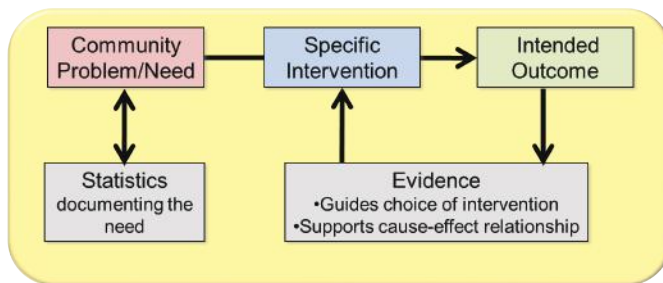 Community
Problem/Need
Specific
Intervention
Intended
Outcome
Statistics
documenting the
need
Evidence
•Guides choice of intervention
•Supports cause-effect relationship